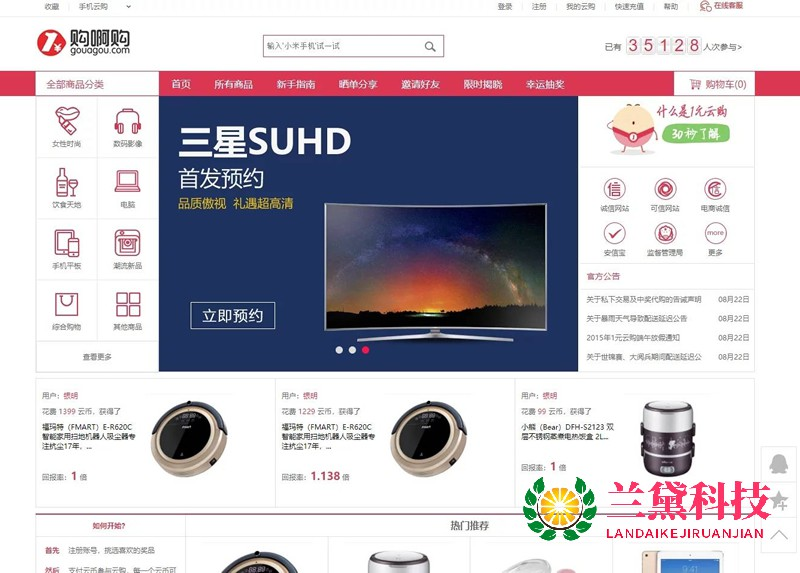 收藏 手机云购
登录 注册 我的云购 快速充值 帮助 在线客服
购啊购
gouagou.com
输入'小米手机'试一试
已有 35128 人次参与>
全部商品分类 首页 所有商品 新手指南 晒单分享 邀请好友 限时揭晓 幸运抽奖 购物车(0)
女性时尚 数码影像
饮食天地 电脑
手机平板 潮流新品
综合购物 其他商品
查看更多
三星SUHD
首发预约
品质傲视 礼遇超高清
立即预约
什么是1元云购
30秒了解
诚信网站 可信网站 电商诚信
more
安信宝 监督管理局 更多
官方公告
关于私下交易及中奖代购的告诫声明 08月22日
关于暴雨天气导致配送延迟公告 08月22日
2015年1元云购端午放假通知 08月22日
关于世锦赛、大阅兵期间配送延迟公 08月22日
用户：明
花费 1399 云币，获得了
福玛特（FMART）E-R620C
智能家用扫地机器人吸尘器专
注抗尘17年，...
回报率：1 倍
用户：明
花费 1229 云币，获得了
福玛特（FMART）E-R620C
智能家用扫地机器人吸尘器专
注抗尘17年，...
回报率：1.138 倍
用户：明
花费 99 云币，获得了
小熊（Bear）DFH-S2123 双
层不锈钢蒸煮电热饭盒 2L...
回报率：1 倍
兰黛科技
LANDAIKEJIRUANJIAN
如何开始? 热门推荐
首先 注册账号，挑选喜欢的奖品
然后 支付云币参与云购，每一个云币可